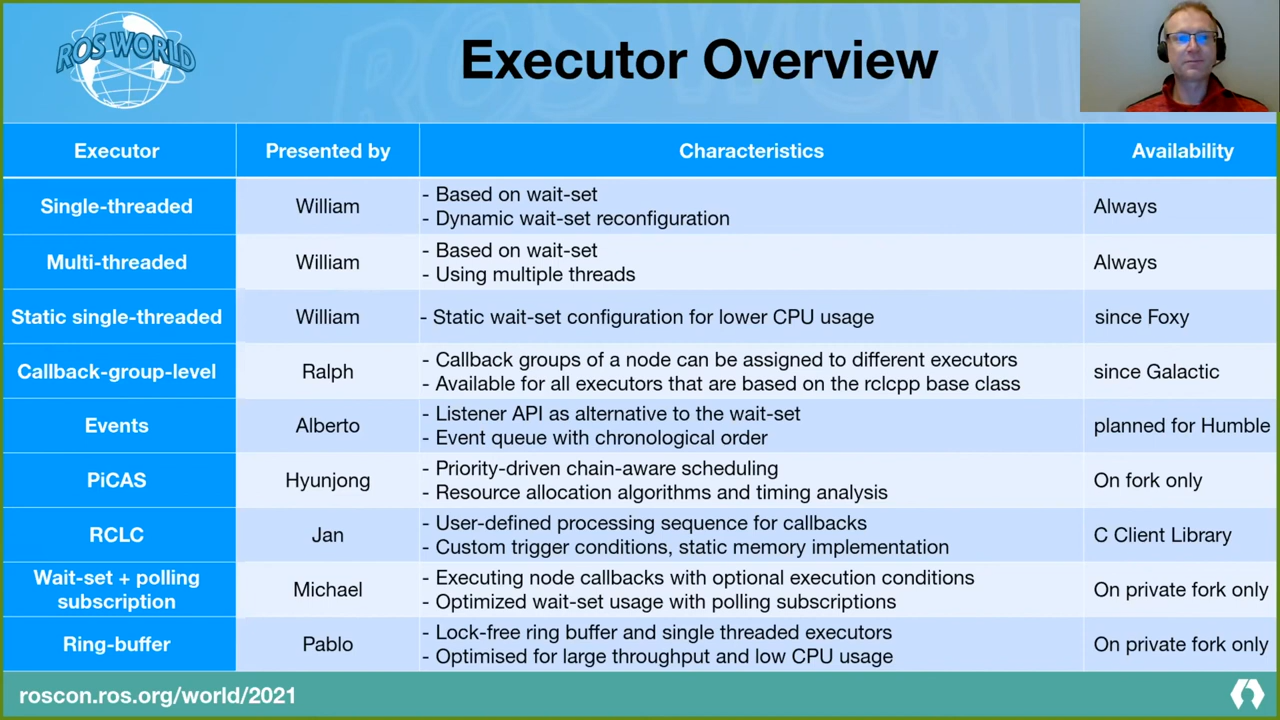 ROS WORLD
Executor Overview
Executor
Presented by
Characteristics
Availability
Single-threaded
William
- Based on wait-set
- Dynamic wait-set reconfiguration
Always
Multi-threaded
William
- Based on wait-set
- Using multiple threads
Always
Static single-threaded
William
- Static wait-set configuration for lower CPU usage
since Foxy
Callback-group-level
Ralph
- Callback groups of a node can be assigned to different executors
- Available for all executors that are based on the rclcpp base class
since Galactic
Events
Alberto
- Listener API as alternative to the wait-set
- Event queue with chronological order
planned for Humble
PiCAS
Hyunjong
- Priority-driven chain-aware scheduling
- Resource allocation algorithms and timing analysis
On fork only
RCLC
Jan
- User-defined processing sequence for callbacks
- Custom trigger conditions, static memory implementation
C Client Library
Wait-set + polling
subscription
Michael
- Executing node callbacks with optional execution conditions
- Optimized wait-set usage with polling subscriptions
On private fork only
Ring-buffer
Pablo
- Lock-free ring buffer and single threaded executors
- Optimised for large throughput and low CPU usage
On private fork only
roscon.ros.org/world/2021